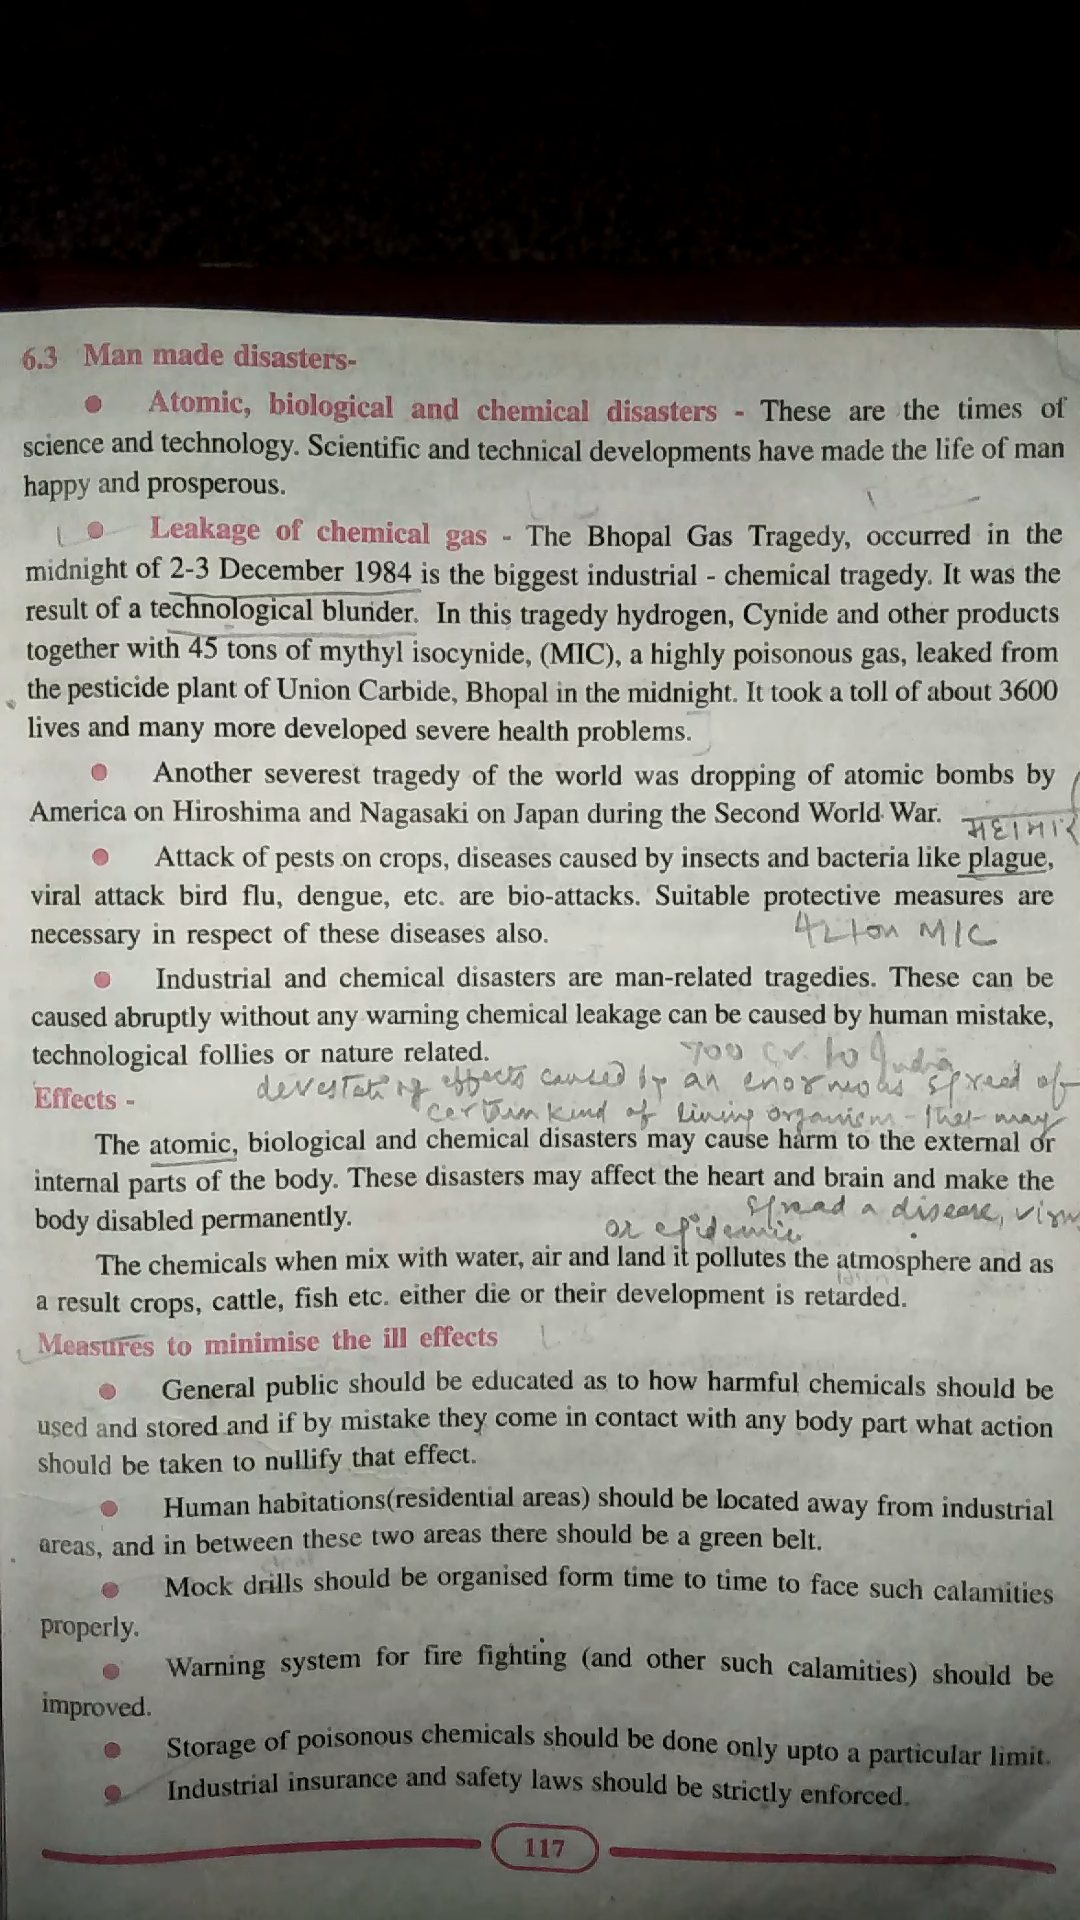 6.3 Man made disasters-
● Atomic, biological and chemical disasters - These are the times of
science and technology. Scientific and technical developments have made the life of man
happy and prosperous.
● Leakage of chemical gas - The Bhopal Gas Tragedy, occurred in the
midnight of 2-3 December 1984 is the biggest industrial - chemical tragedy. It was the
result of a technological blunder. In this tragedy hydrogen, Cynide and other products
together with 45 tons of mythyl isocynide, (MIC), a highly poisonous gas, leaked from
the pesticide plant of Union Carbide, Bhopal in the midnight. It took a toll of about 3600
lives and many more developed severe health problems.
● Another severest tragedy of the world was dropping of atomic bombs by
America on Hiroshima and Nagasaki on Japan during the Second World War.
● Attack of pests on crops, diseases caused by insects and bacteria like plague,
viral attack bird flu, dengue, etc. are bio-attacks. Suitable protective measures are
necessary in respect of these diseases also.
42 ton MIC
● Industrial and chemical disasters are man-related tragedies. These can be
caused abruptly without any warning chemical leakage can be caused by human mistake,
technological follies or nature related.
700 cr. to India
devestating effects caused by an enormous spread of
certain kind of living organism - that may
Effects -
The atomic, biological and chemical disasters may cause harm to the external or
internal parts of the body. These disasters may affect the heart and brain and make the
body disabled permanently.
spread a disease,
or epidemic
The chemicals when mix with water, air and land it pollutes the atmosphere and as
a result crops, cattle, fish etc. either die or their development is retarded.
Measures to minimise the ill effects
● General public should be educated as to how harmful chemicals should be
used and stored and if by mistake they come in contact with any body part what action
should be taken to nullify that effect.
● Human habitations(residential areas) should be located away from industrial
areas, and in between these two areas there should be a green belt.
● Mock drills should be organised form time to time to face such calamities
properly.
● Warning system for fire fighting (and other such calamities) should be
improved.
● Storage of poisonous chemicals should be done only upto a particular limit.
● Industrial insurance and safety laws should be strictly enforced.
117